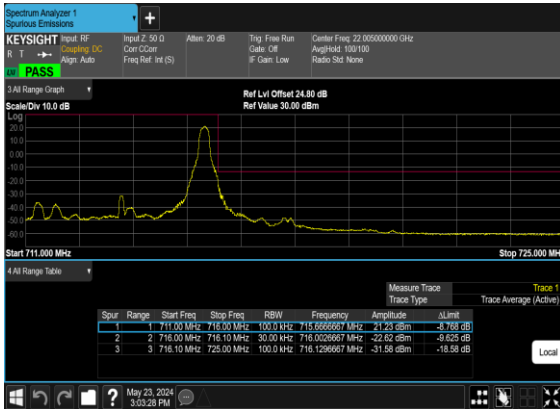 Spectrum Analyzer 1
Spurious Emissions
+
KEYSIGHT Input: RF Input Z: 50 Ω Atten: 20 dB Trig: Free Run Center Freq: 22.005000000 GHz
R T Coupling: DC Corr CCorr Gate: Off Avg|Hold: 100/100
Align: Auto Freq Ref: Int (S) IF Gain: Low Radio Std: None
LXI PASS
3 All Range Graph
Ref Lvl Offset 24.80 dB
Scale/Div 10.0 dB Ref Value 30.00 dBm
Log
20.0
10.0
0.00
-10.0
-20.0
-30.0
-40.0
-50.0
-60.0
Start 711.000 MHz Stop 725.000 MH
4 All Range Table
Measure Trace Trace 1
Trace Type Trace Average (Active)
Spur Range Start Freq Stop Freq RBW Frequency Amplitude ΔLimit
1 1 711.00 MHz 716.00 MHz 100.0 kHz 715.6666667 MHz 21.23 dBm -8.768 dB
2 2 716.00 MHz 716.10 MHz 30.00 kHz 716.0026667 MHz -22.62 dBm -9.625 dB
3 3 716.10 MHz 725.00 MHz 100.0 kHz 716.1296667 MHz -31.58 dBm -18.58 dB
Local
?
May 23, 2024
3:03:28 PM